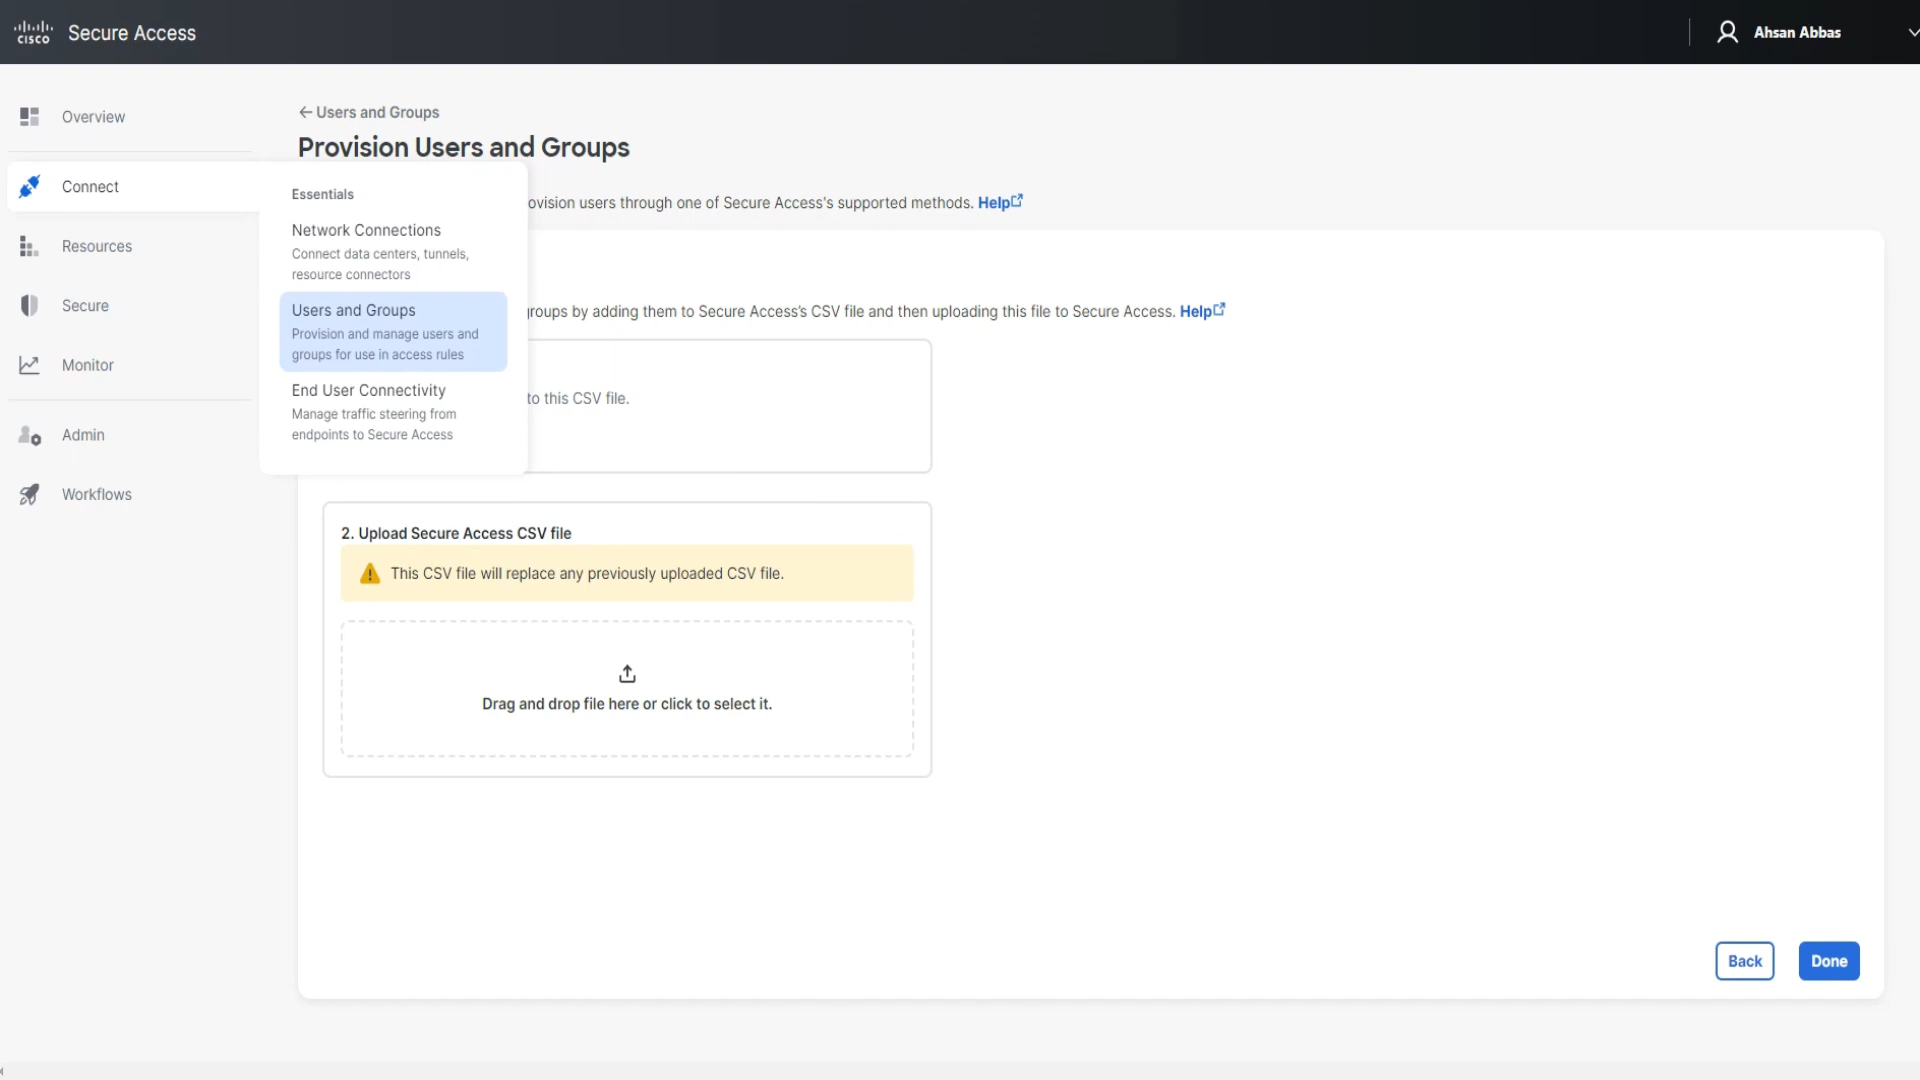 CISCO
Secure Access
Ahsan Abbas
Overview
Connect
Resources
Secure
Monitor
Admin
Workflows
Essentials
Network Connections
Connect data centers, tunnels,
resource connectors
Users and Groups
Provision and manage users and
groups for use in access rules
End User Connectivity
Manage traffic steering from
endpoints to Secure Access
← Users and Groups
Provision Users and Groups
ovision users through one of Secure Access's supported methods. Help
groups by adding them to Secure Access's CSV file and then uploading this file to Secure Access. Help
to this CSV file.
2. Upload Secure Access CSV file
This CSV file will replace any previously uploaded CSV file.
Drag and drop file here or click to select it.
Back
Done